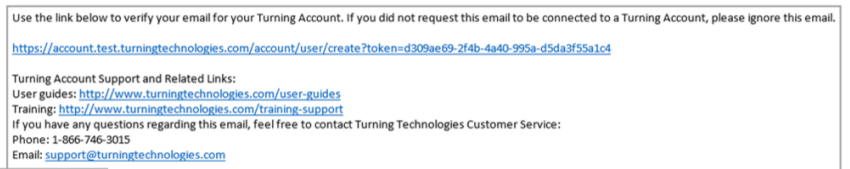 Use the link below to verify your email for your Turning Account. If you did not request this email to be connected to a Turning Account, please ignore this email.
https://account.test.turningtechnologies.com/account/user/create?token=d309ae69-2f4b-4a40-995a-d5da3f55a1c4
Turning Account Support and Related Links:
User guides: http://www.turningtechnologies.com/user-guides
Training: http://www.turningtechnologies.com/training-support
If you have any questions regarding this email, feel free to contact Turning Technologies Customer Service:
Phone: 1-866-746-3015
Email: support@turningtechnologies.com